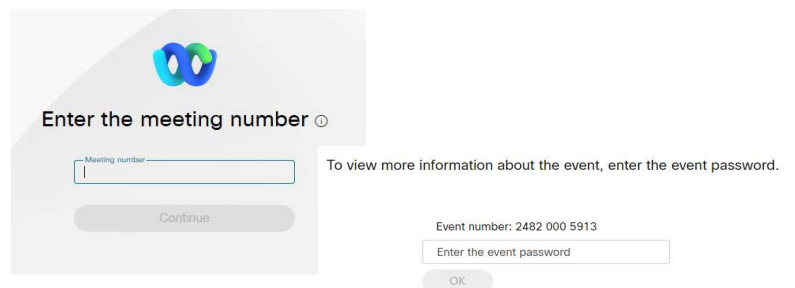 Enter the meeting number ⓘ
Meeting number
Continue
To view more information about the event, enter the event password.
Event number: 2482 000 5913
Enter the event password
OK